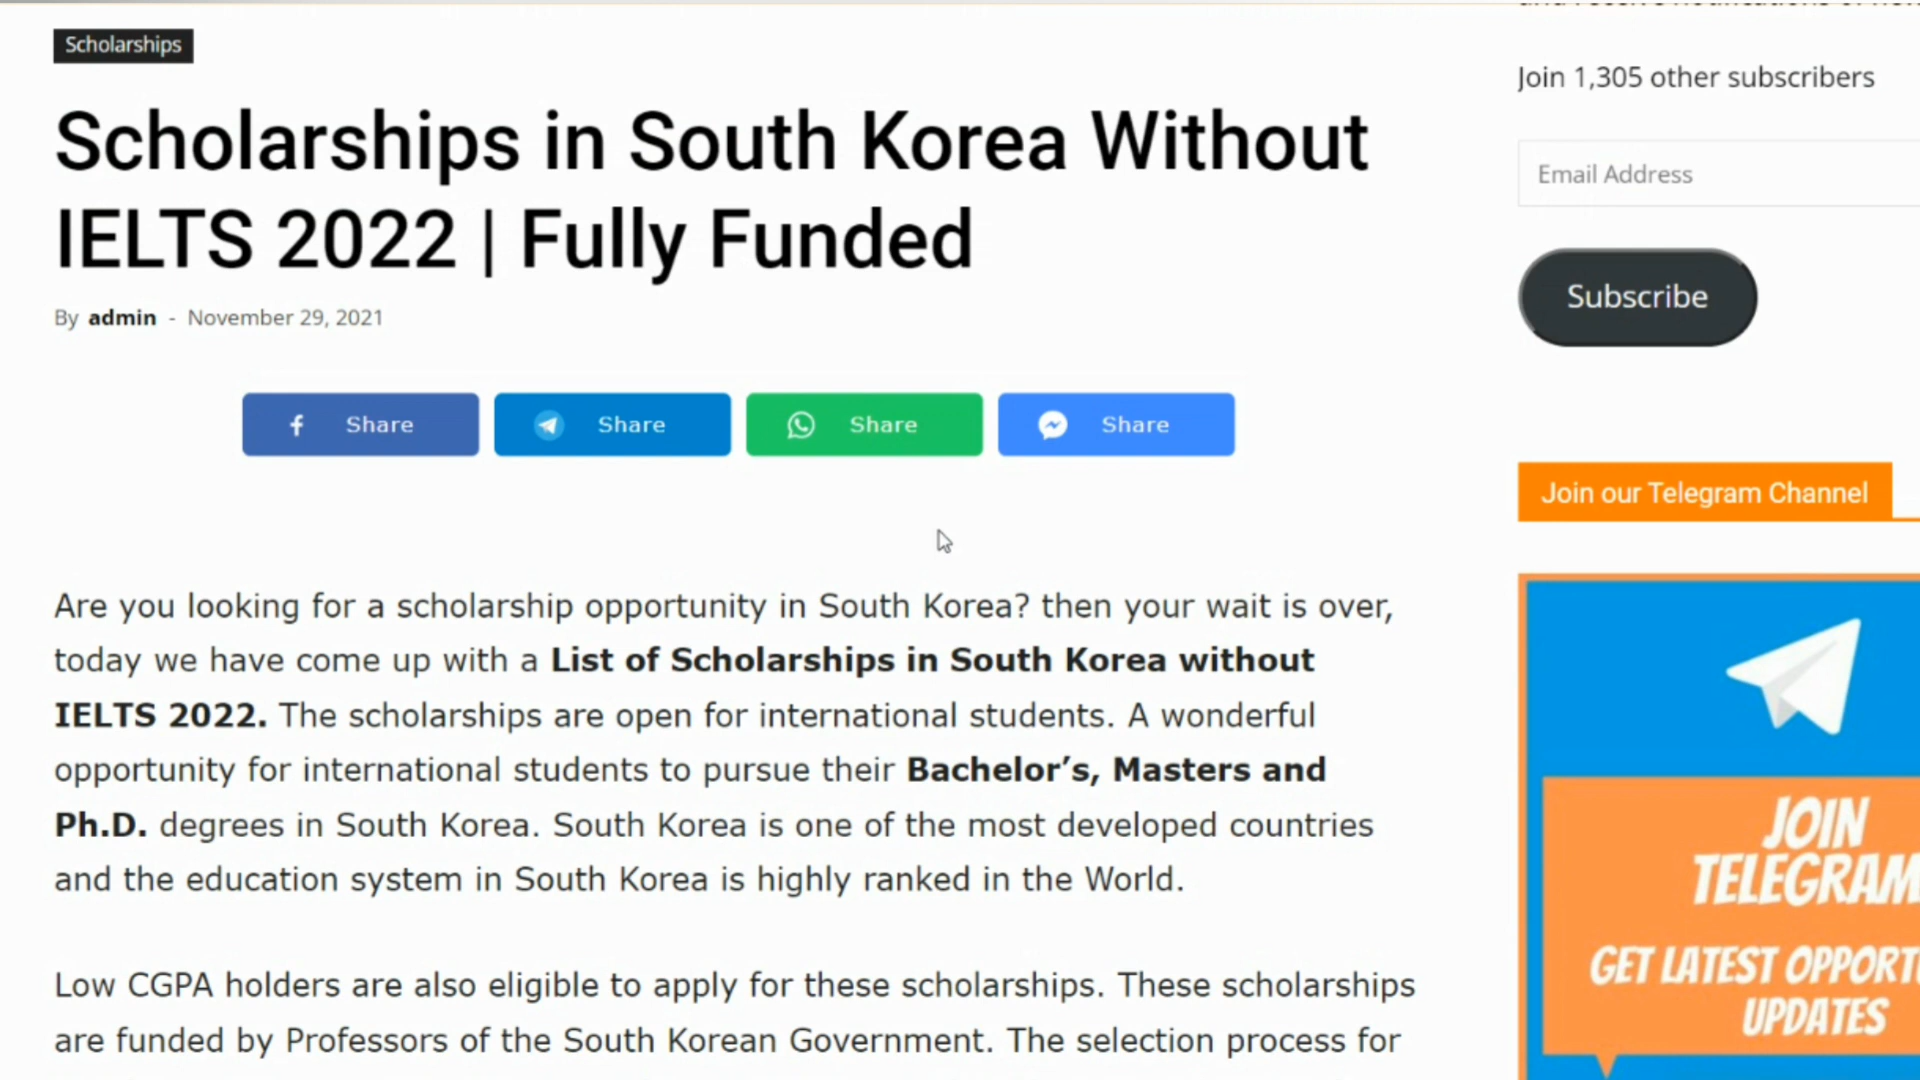 Scholarships
Scholarships in South Korea Without
IELTS 2022 | Fully Funded
By admin - November 29, 2021
Share
Share
Share
Share
Are you looking for a scholarship opportunity in South Korea? then your wait is over,
today we have come up with a List of Scholarships in South Korea without
IELTS 2022. The scholarships are open for international students. A wonderful
opportunity for international students to pursue their Bachelor’s, Masters and
Ph.D. degrees in South Korea. South Korea is one of the most developed countries
and the education system in South Korea is highly ranked in the World.
Low CGPA holders are also eligible to apply for these scholarships. These scholarships
are funded by Professors of the South Korean Government. The selection process for
Join 1,305 other subscribers
Email Address
Subscribe
Join our Telegram Channel
JOIN
TELEGRAM
GET LATEST
UPDATES